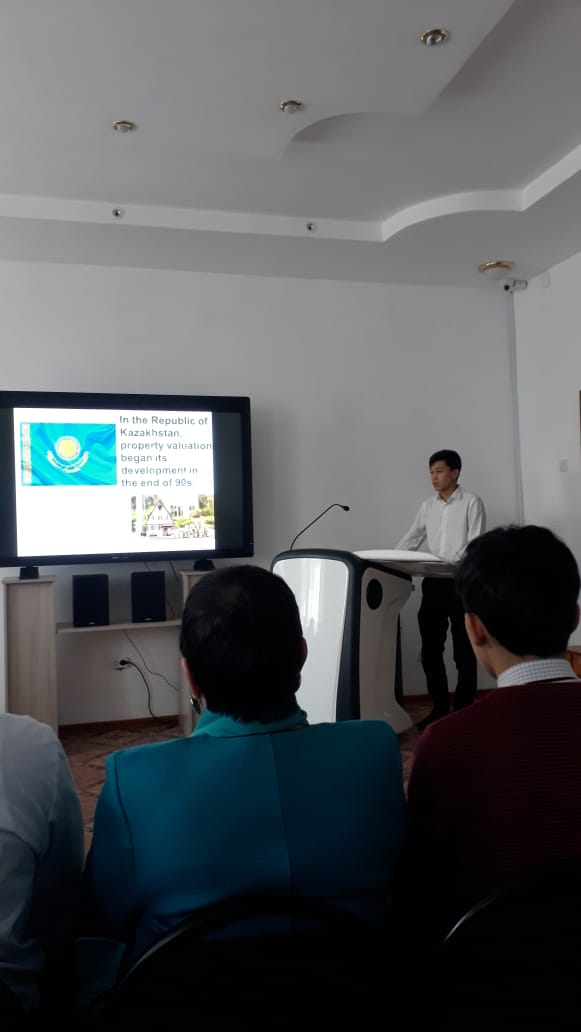 In the Republic of
Kazakhstan,
property valuation
began its
development in
the end of 90s.